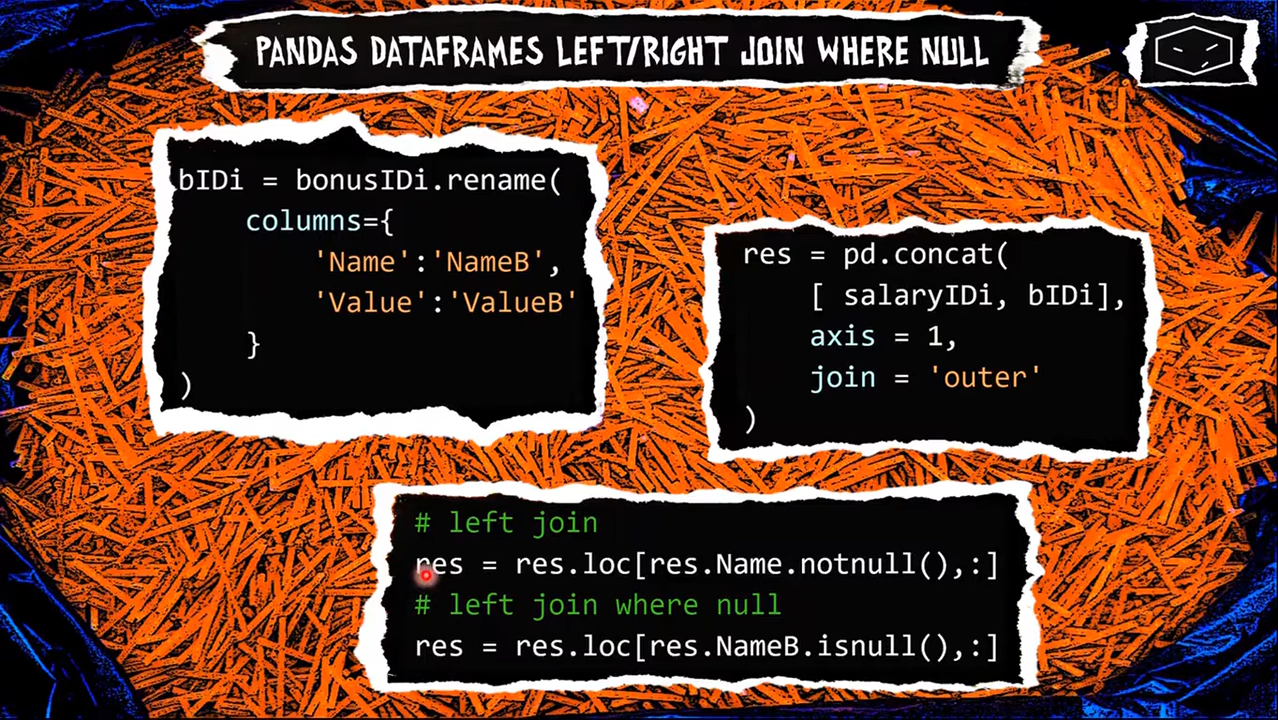 PANDAS DATAFRAMES LEFT/RIGHT JOIN WHERE NULL
bIDi = bonusIDi.rename(
    columns={
        'Name':'NameB',
        'Value':'ValueB'
    }
)
res = pd.concat(
    [ salaryIDi, bIDi],
    axis = 1,
    join = 'outer'
)
# left join
res = res.loc[res.Name.notnull(),:]
# left join where null
res = res.loc[res.NameB.isnull(),:]